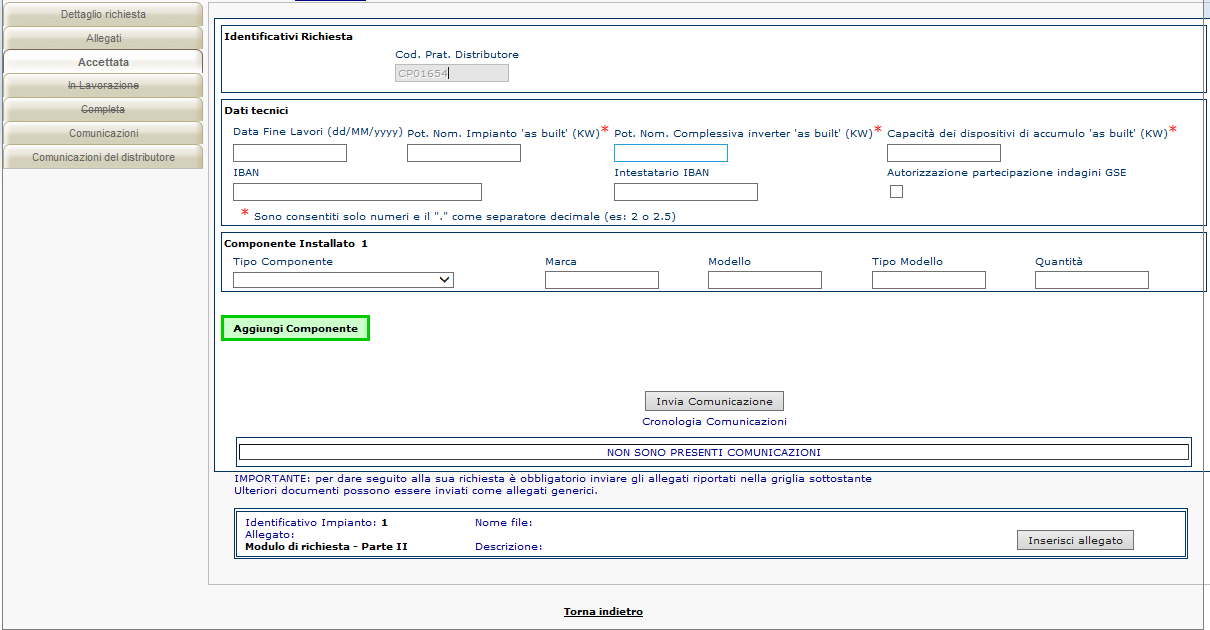 Dettaglio richiesta
Allegati
Accettata
In Lavorazione
Completa
Comunicazioni
Comunicazioni del distributore
Identificativi Richiesta
Cod. Prat. Distributore
CP01654
Dati tecnici
Data Fine Lavori (dd/MM/yyyy) Pot. Nom. Impianto 'as built' (KW)* Pot. Nom. Complessiva inverter 'as built' (KW)* Capacità dei dispositivi di accumulo 'as built' (KW)*
IBAN Intestatario IBAN Autorizzazione partecipazione indagini GSE
* Sono consentiti solo numeri e il "." come separatore decimale (es: 2 o 2.5)
Componente Installato 1
Tipo Componente Marca Modello Tipo Modello Quantità
Aggiungi Componente
Invia Comunicazione
Cronologia Comunicazioni
NON SONO PRESENTI COMUNICAZIONI
IMPORTANTE: per dare seguito alla sua richiesta è obbligatorio inviare gli allegati riportati nella griglia sottostante
Ulteriori documenti possono essere inviati come allegati generici.
Identificativo Impianto: 1 Nome file:
Allegato:
Modulo di richiesta - Parte II Descrizione:
Inserisci allegato
Torna indietro